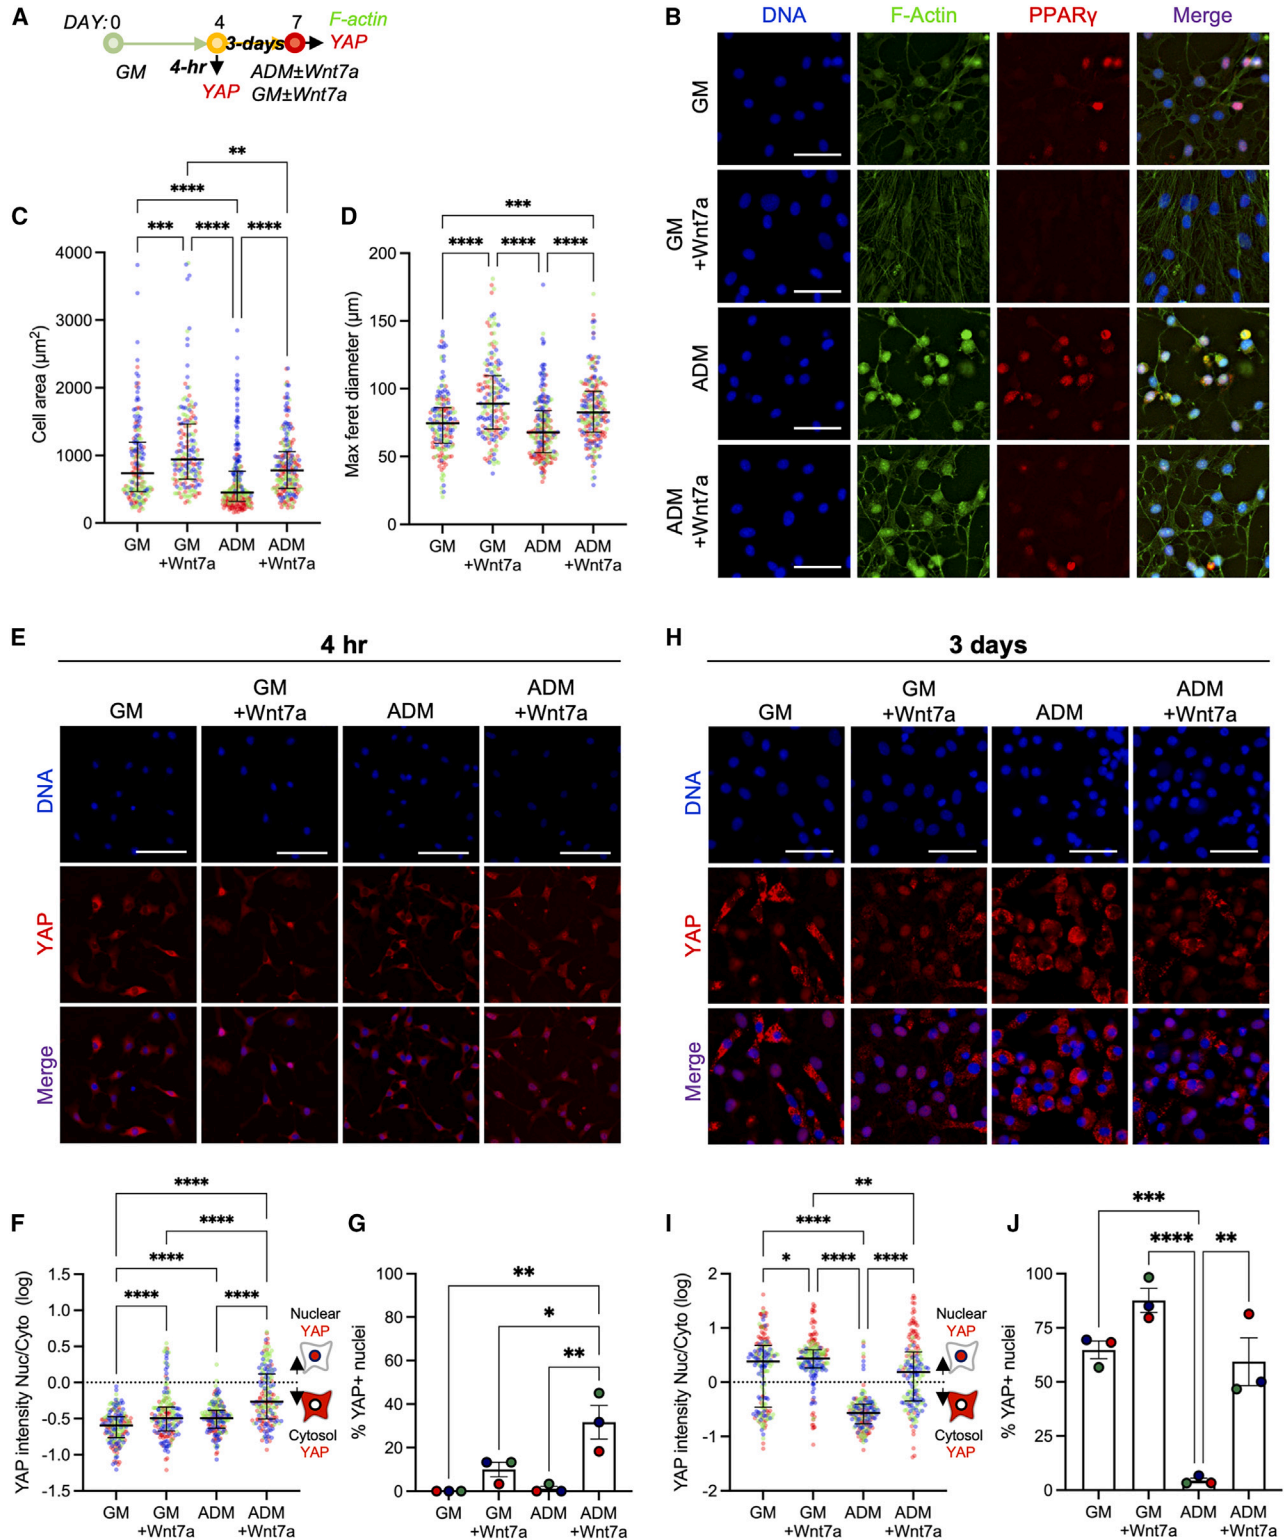 A
DAY: 0 4 7 F-actin
3-days YAP
GM 4-hr ADM±Wnt7a
YAP GM±Wnt7a
B
DNA F-Actin PPARγ Merge
GM
GM
+Wnt7a
ADM
ADM
+Wnt7a
C
** 
****
*** **** ****
Cell area (µm²)
4000
3000
2000
1000
0
GM GM ADM ADM
+Wnt7a +Wnt7a
D
***
**** **** ****
Max feret diameter (µm)
200
150
100
50
0
GM GM ADM ADM
+Wnt7a +Wnt7a
E
4 hr
GM GM ADM ADM
+Wnt7a +Wnt7a
DNA
YAP
Merge
H
3 days
GM GM ADM ADM
+Wnt7a +Wnt7a
DNA
YAP
Merge
F
****
****
****
**** ****
YAP intensity Nuc/Cyto (log)
1.5
1.0
0.5
0.0
-0.5
-1.0
-1.5
Nuclear
YAP
Cytosol
YAP
GM GM ADM ADM
+Wnt7a +Wnt7a
G
**
*
**
% YAP+ nuclei
100
80
60
40
20
0
GM GM ADM ADM
+Wnt7a +Wnt7a
I
**
****
* **** ****
YAP intensity Nuc/Cyto (log)
2
1
0
-1
-2
Nuclear
YAP
Cytosol
YAP
GM GM ADM ADM
+Wnt7a +Wnt7a
J
***
**** **
% YAP+ nuclei
100
75
50
25
0
GM GM ADM ADM
+Wnt7a +Wnt7a